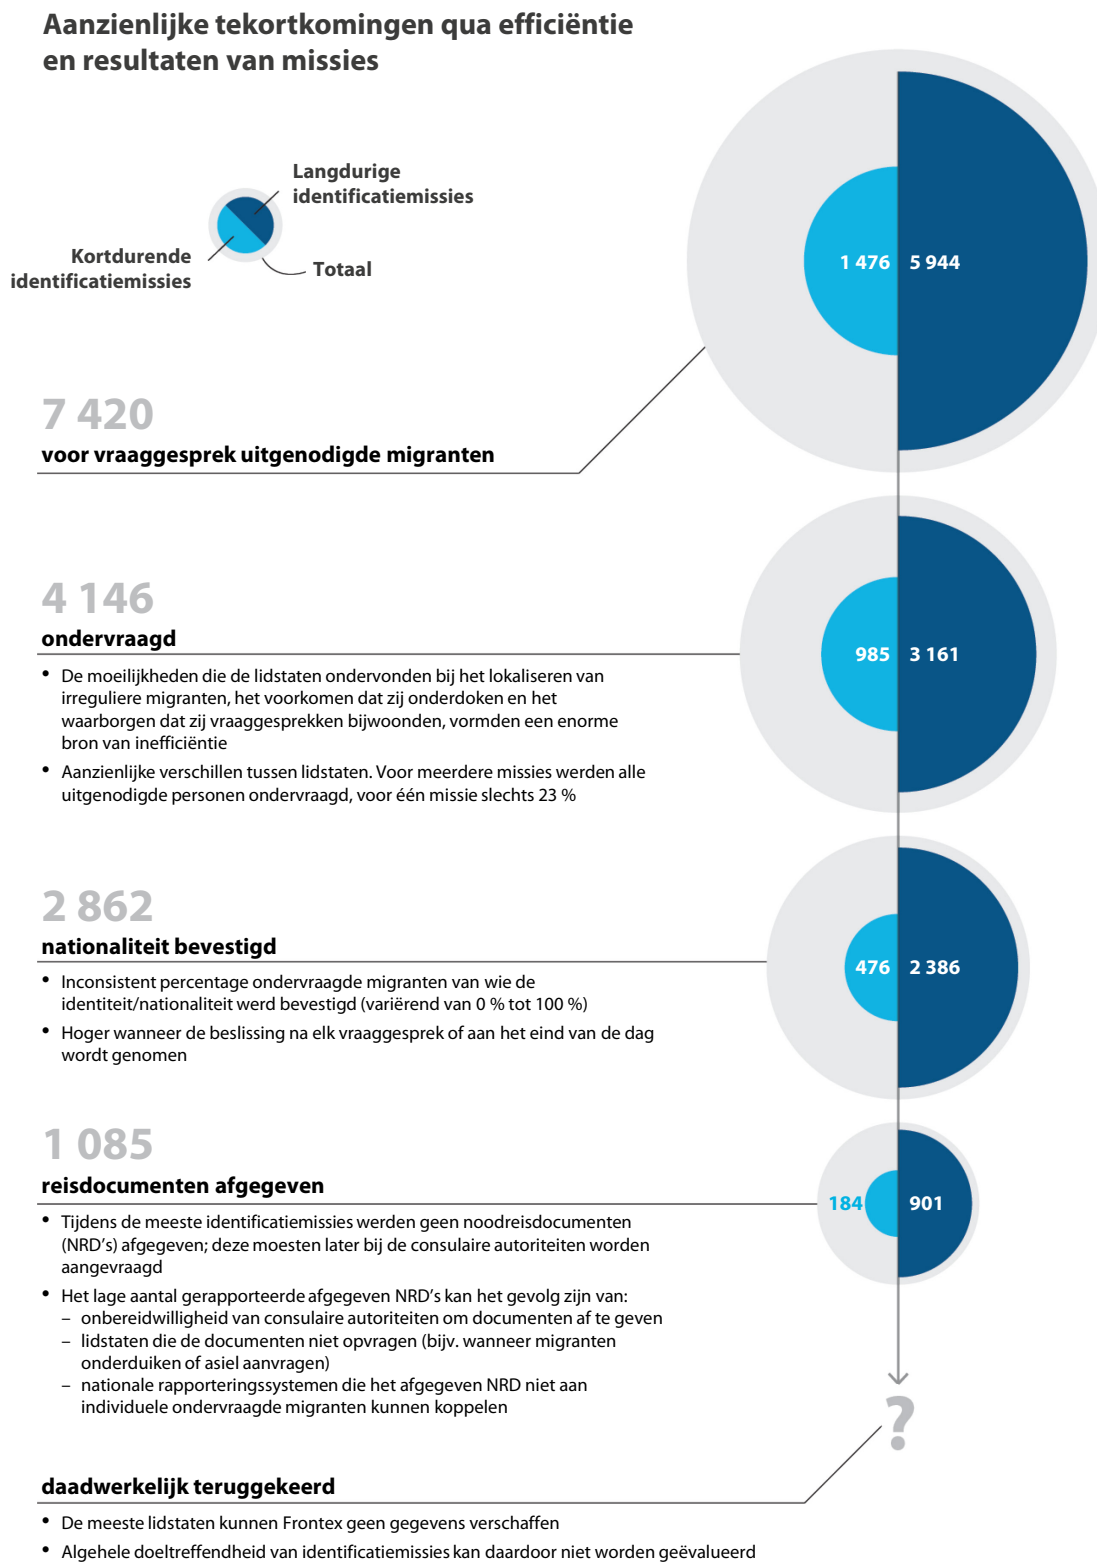 Aanzienlijke tekortkomingen qua efficiëntie
en resultaten van missies
Langdurige
identificatiemissies
Kortdurende
identificatiemissies
Totaal
1 476 5 944
7 420
voor vraaggesprek uitgenodigde migranten
4 146
ondervraagd
985 3 161
• De moeilijkheden die de lidstaten ondervonden bij het lokaliseren van
irreguliere migranten, het voorkomen dat zij onderdoken en het
waarborgen dat zij vraaggesprekken bijwoonden, vormden een enorme
bron van inefficiëntie
• Aanzienlijke verschillen tussen lidstaten. Voor meerdere missies werden alle
uitgenodigde personen ondervraagd, voor één missie slechts 23 %
2 862
nationaliteit bevestigd
476 2 386
• Inconsistent percentage ondervraagde migranten van wie de
identiteit/nationaliteit werd bevestigd (variërend van 0 % tot 100 %)
• Hoger wanneer de beslissing na elk vraaggesprek of aan het eind van de dag
wordt genomen
1 085
reisdocumenten afgegeven
184 901
• Tijdens de meeste identificatiemissies werden geen noodreisdocumenten
(NRD's) afgegeven; deze moesten later bij de consulaire autoriteiten worden
aangevraagd
• Het lage aantal gerapporteerde afgegeven NRD's kan het gevolg zijn van:
– onbereidwilligheid van consulaire autoriteiten om documenten af te geven
– lidstaten die de documenten niet opvragen (bijv. wanneer migranten
onderduiken of asiel aanvragen)
– nationale rapporteringssystemen die het afgegeven NRD niet aan
individuele ondervraagde migranten kunnen koppelen
?
daadwerkelijk teruggekeerd
• De meeste lidstaten kunnen Frontex geen gegevens verschaffen
• Algehele doeltreffendheid van identificatiemissies kan daardoor niet worden geëvalueerd